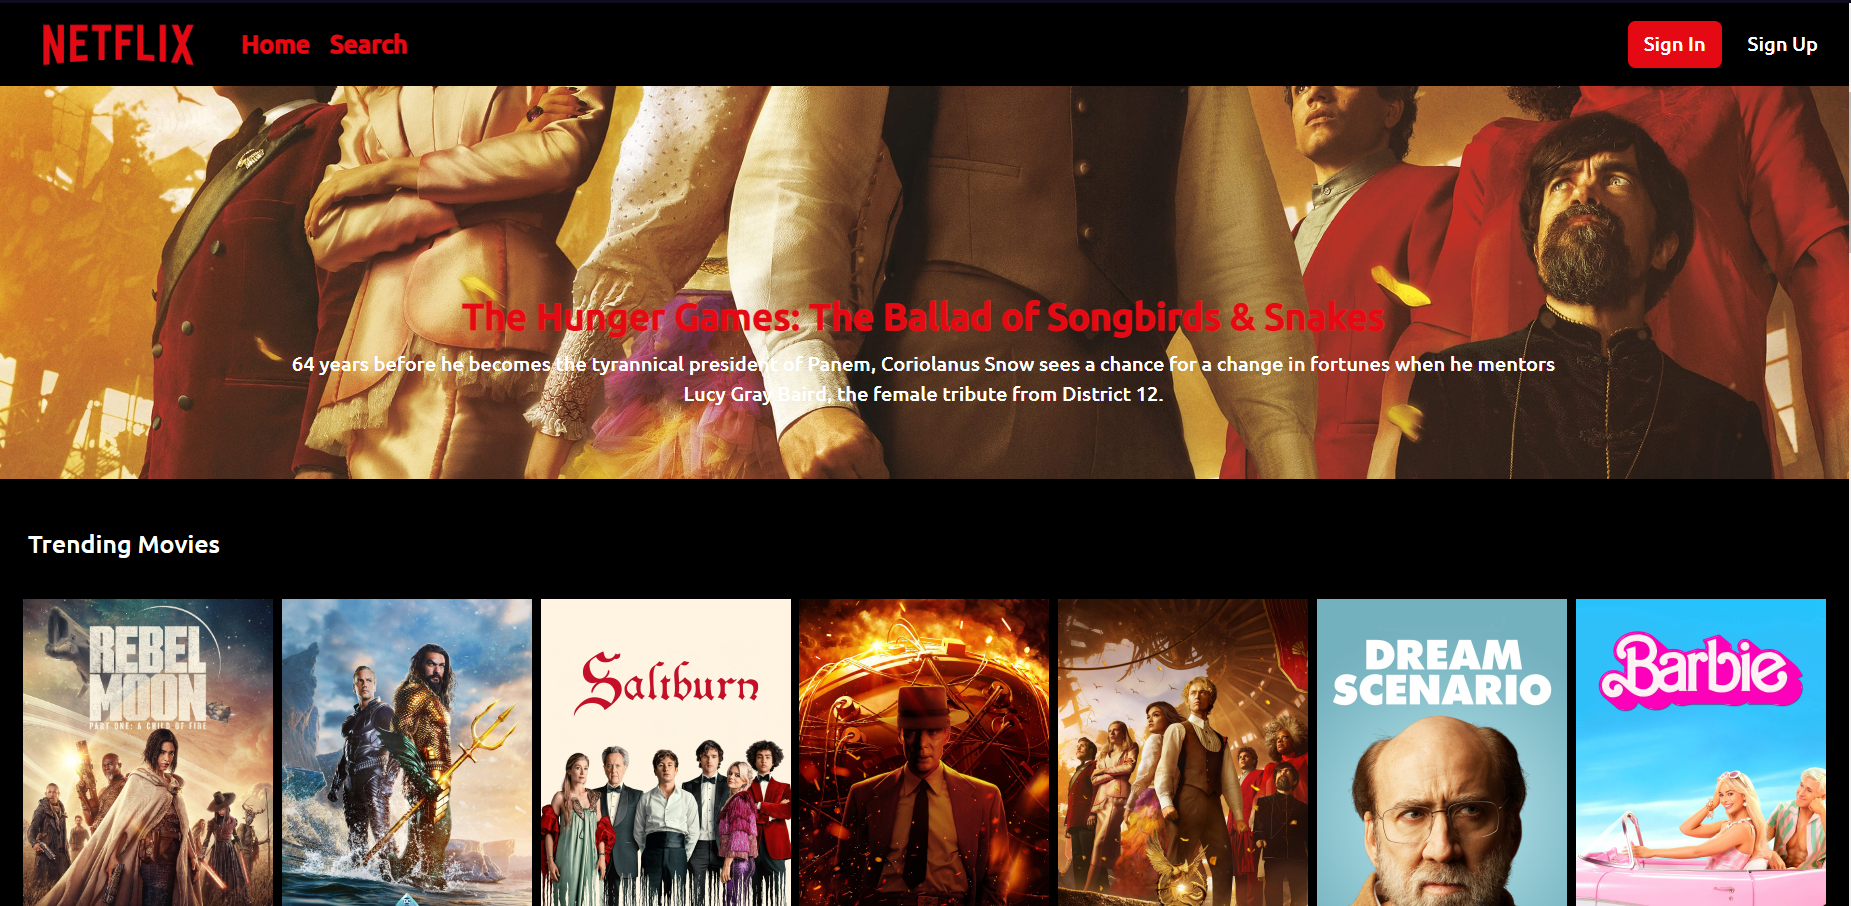 NETFLIX
Home
Search
Sign In
Sign Up
The Hunger Games: The Ballad of Songbirds & Snakes
64 years before he becomes the tyrannical president of Panem, Coriolanus Snow sees a chance for a change in fortunes when he mentors
Lucy Gray Baird, the female tribute from District 12.
Trending Movies
REBEL
MOON
PART ONE: A CHILD OF FIRE
Saltburn
DREAM
SCENARIO
Barbie